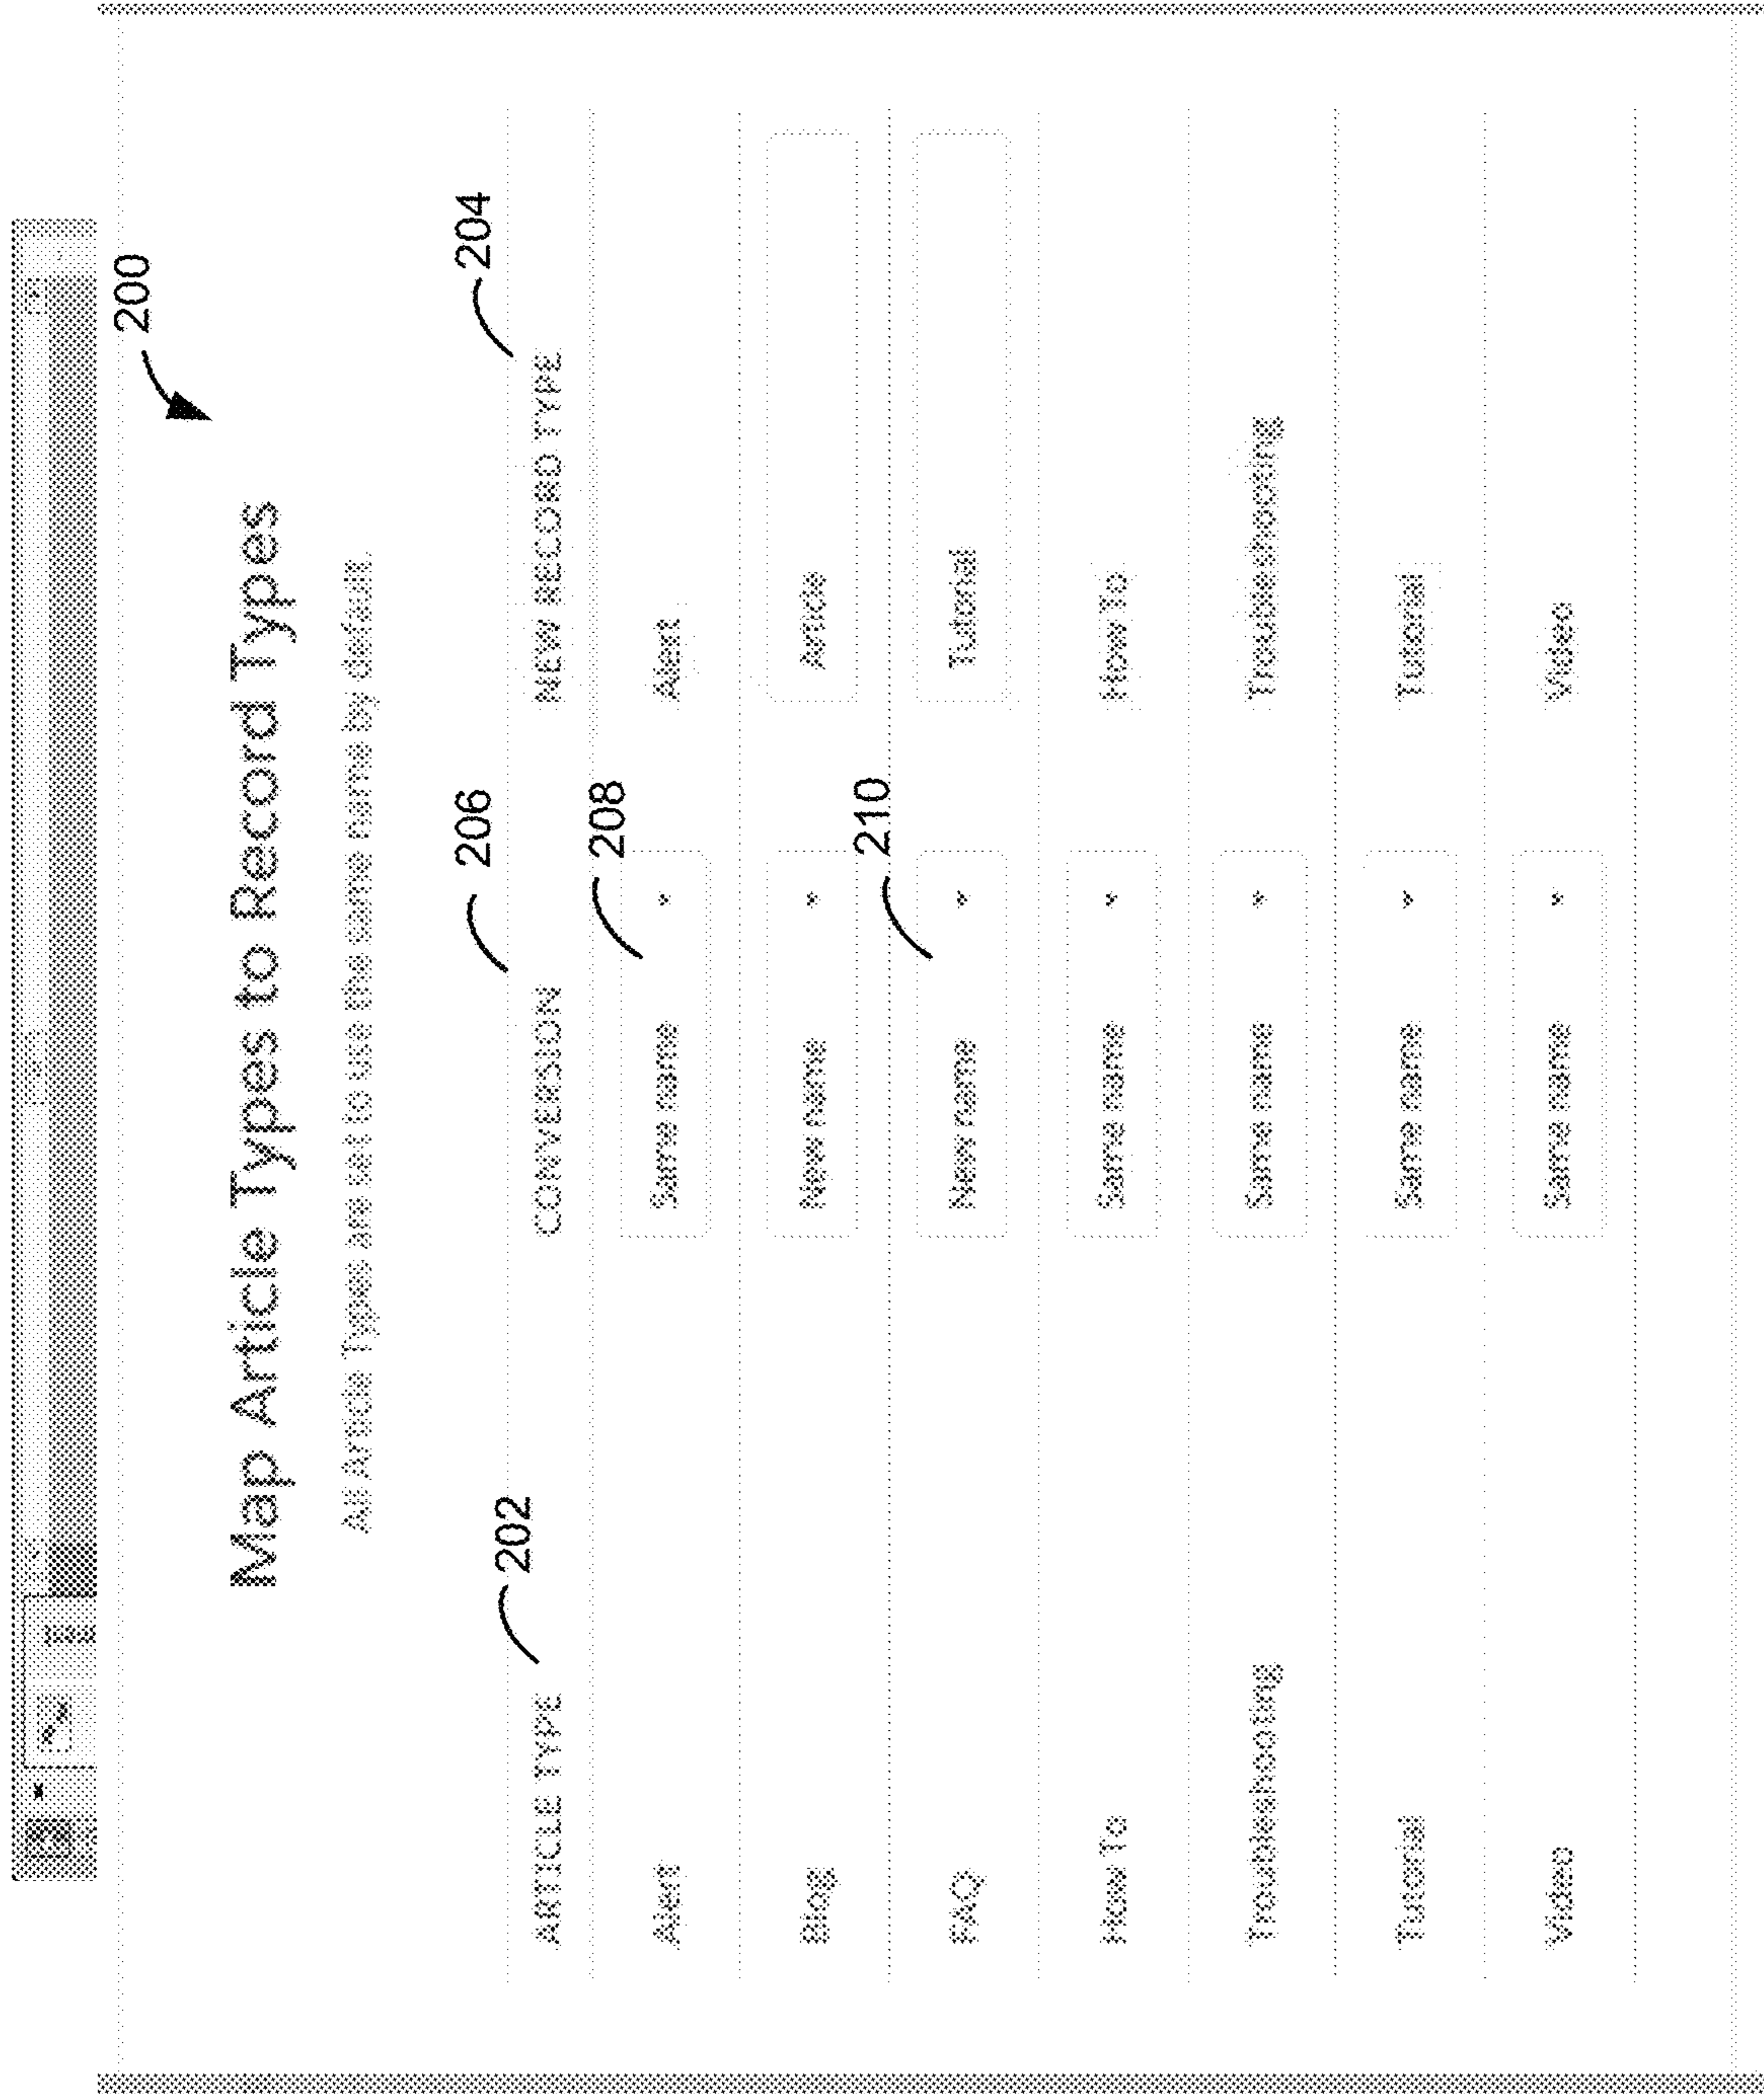 200
Map Article Types to Record Types
All Article Types are set to use the same name by default.
202 206 204
ARTICLE TYPE CONVERSION NEW RECORD TYPE
208
Alert Same name Alert
Blog New name Article
210
FAQ New name Tutorial
How To Same name How To
Troubleshooting Same name Troubleshooting
Tutorial Same name Tutorial
Video Same name Video